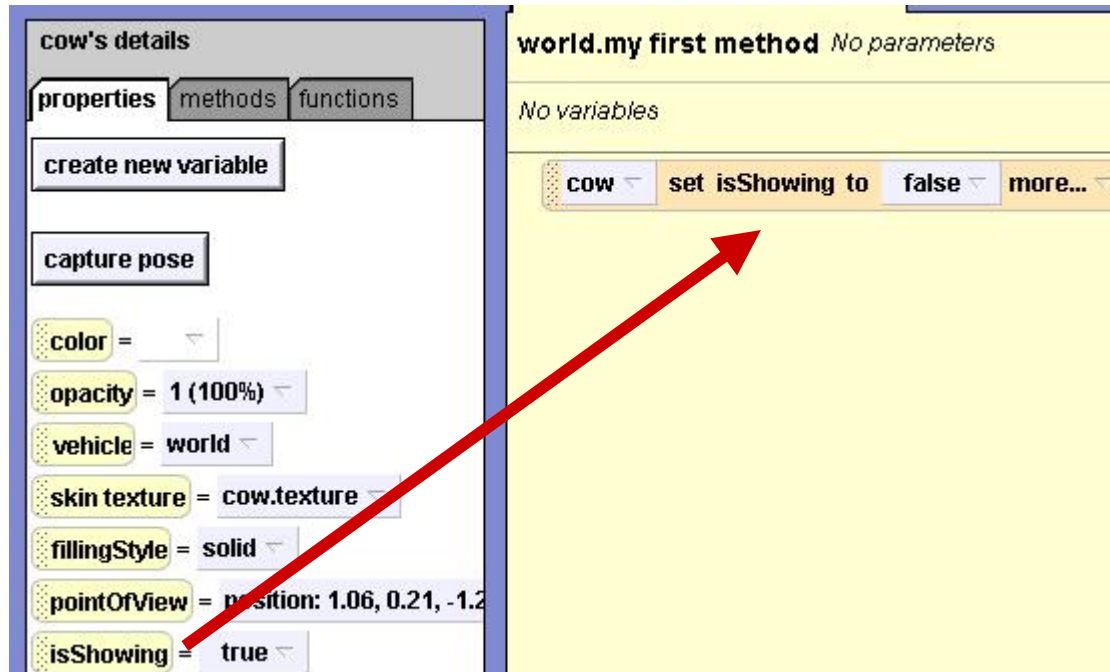 cow's details
properties methods functions
create new variable
capture pose
color =
opacity = 1 (100%)
vehicle = world
skin texture = cow.texture
fillingStyle = solid
pointOfView = position: 1.06, 0.21, -1.2
isShowing = true
world.my first method No parameters
No variables
cow set isShowing to false more...